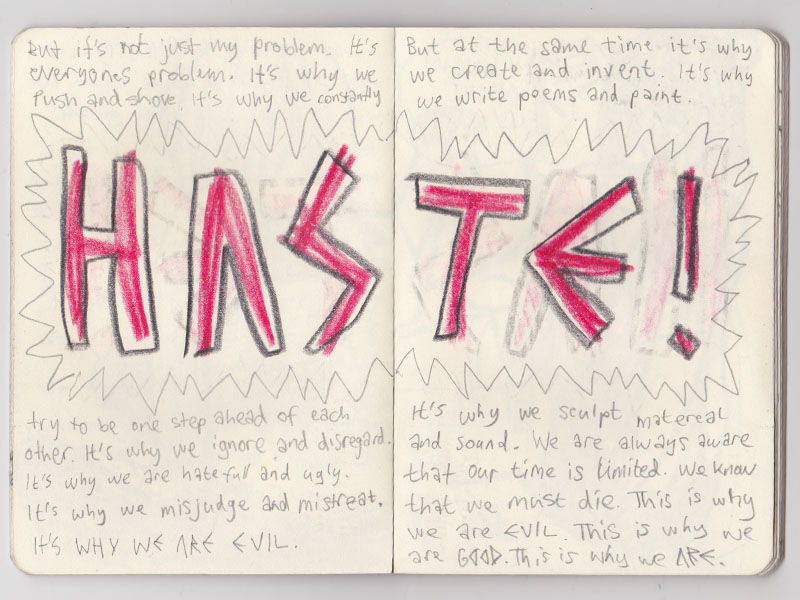 But it's not just my problem. It's
everyones problem. It's why we
Push and shove. It's why we constantly
HASTE!
try to be one step ahead of each
other. It's why we ignore and disregard.
It's why we are hatefull and ugly.
It's why we misjudge and mistreat.
It's WHY WE ARE EVIL.
But at the same time it's why
we create and invent. It's why
we write poems and paint.
It's why we sculpt matereal
and sound. We are always aware
that our time is limited. We know
that we must die. This is why
we are EVIL. This is why we
are GOOD. This is why we ARE.